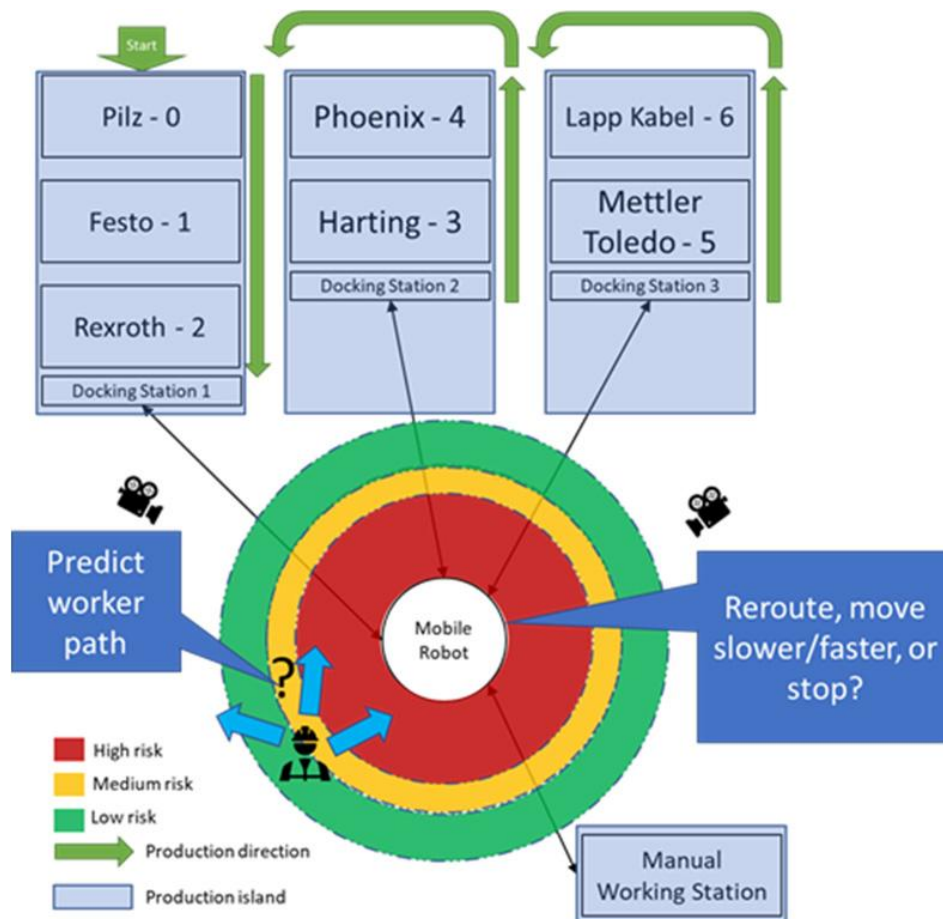 Start
Pilz - 0
Festo - 1
Rexroth - 2
Docking Station 1
Phoenix - 4
Harting - 3
Docking Station 2
Lapp Kabel - 6
Mettler
Toledo - 5
Docking Station 3
Predict
worker
path
?
Mobile
Robot
Reroute, move
slower/faster, or
stop?
High risk
Medium risk
Low risk
Production direction
Production island
Manual
Working Station